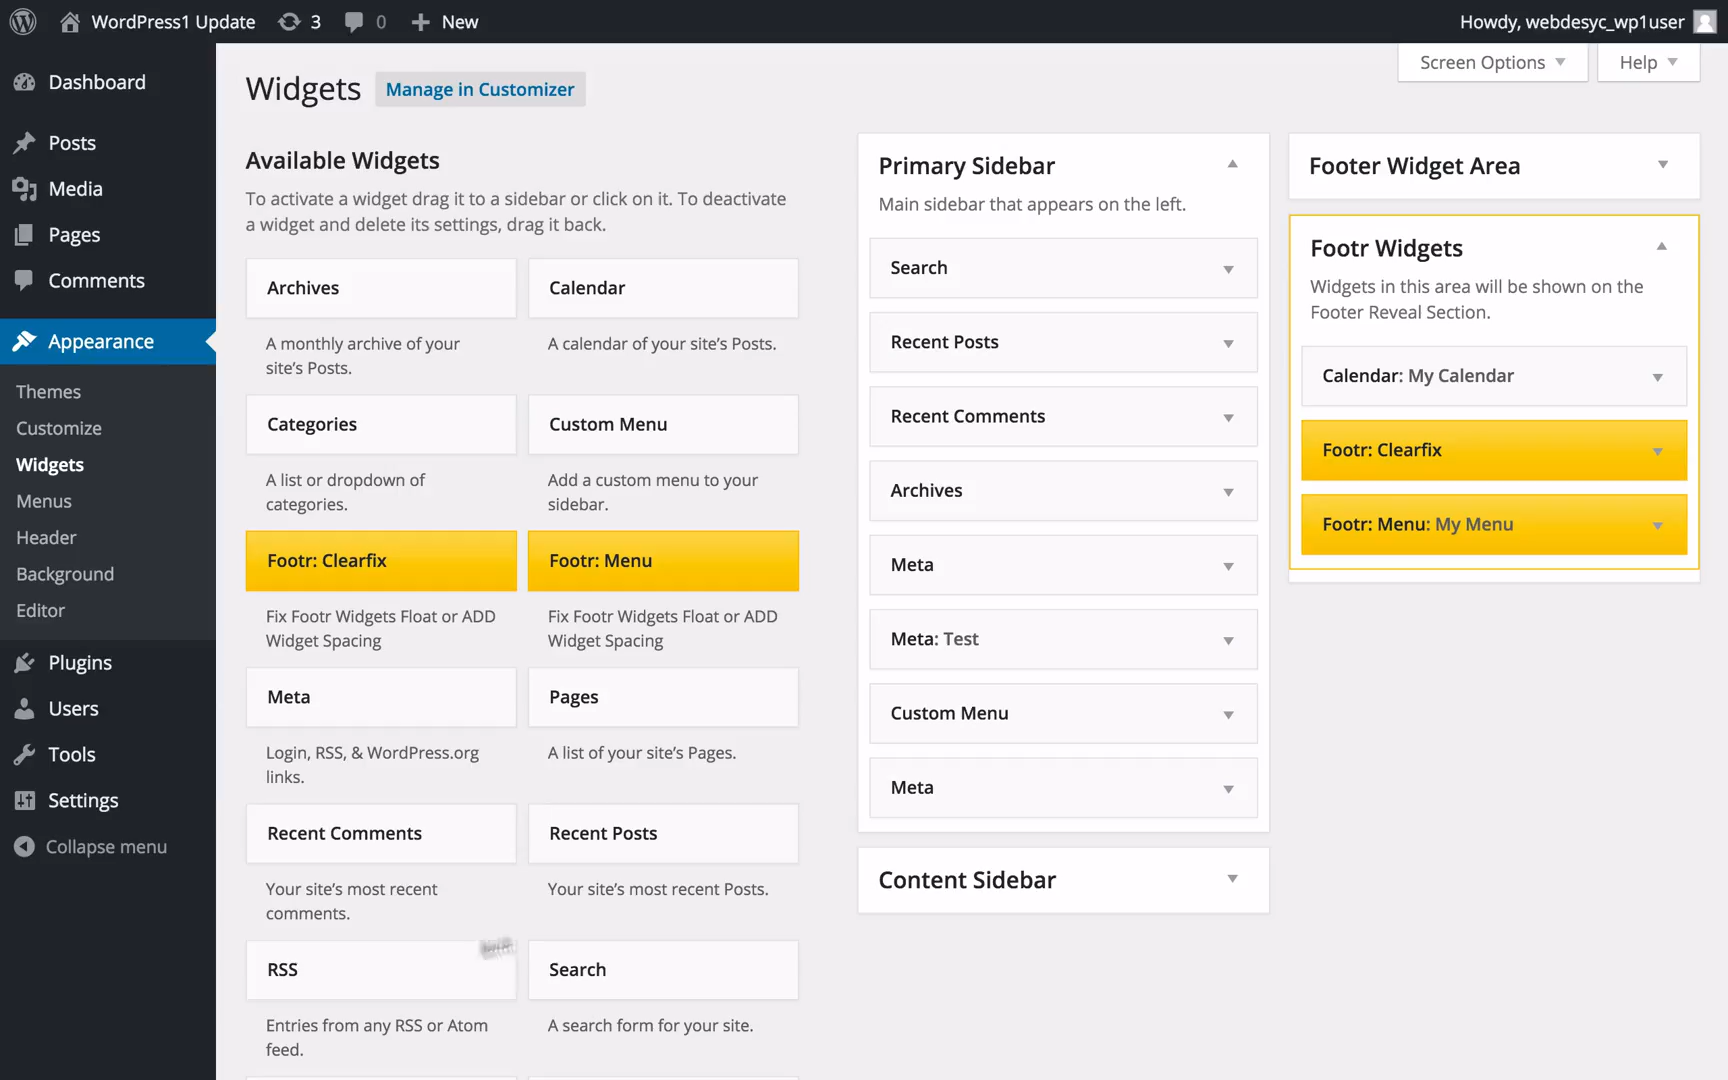 WordPress1 Update 3 0 New Howdy, webdesyc_wp1user
Dashboard
Posts
Media
Pages
Comments
Appearance
Themes
Customize
Widgets
Menus
Header
Background
Editor
Plugins
Users
Tools
Settings
Collapse menu
Screen Options Help
Widgets Manage in Customizer
Available Widgets
To activate a widget drag it to a sidebar or click on it. To deactivate
a widget and delete its settings, drag it back.
Archives
A monthly archive of your
site’s Posts.
Calendar
A calendar of your site’s Posts.
Categories
A list or dropdown of
categories.
Custom Menu
Add a custom menu to your
sidebar.
Footr: Clearfix
Fix Footr Widgets Float or ADD
Widget Spacing
Footr: Menu
Fix Footr Widgets Float or ADD
Widget Spacing
Meta
Login, RSS, & WordPress.org
links.
Pages
A list of your site’s Pages.
Recent Comments
Your site’s most recent
comments.
Recent Posts
Your site’s most recent Posts.
RSS
Entries from any RSS or Atom
feed.
Search
A search form for your site.
Primary Sidebar
Main sidebar that appears on the left.
Search
Recent Posts
Recent Comments
Archives
Meta
Meta: Test
Custom Menu
Meta
Content Sidebar
Footer Widget Area
Footr Widgets
Widgets in this area will be shown on the
Footer Reveal Section.
Calendar: My Calendar
Footr: Clearfix
Footr: Menu: My Menu